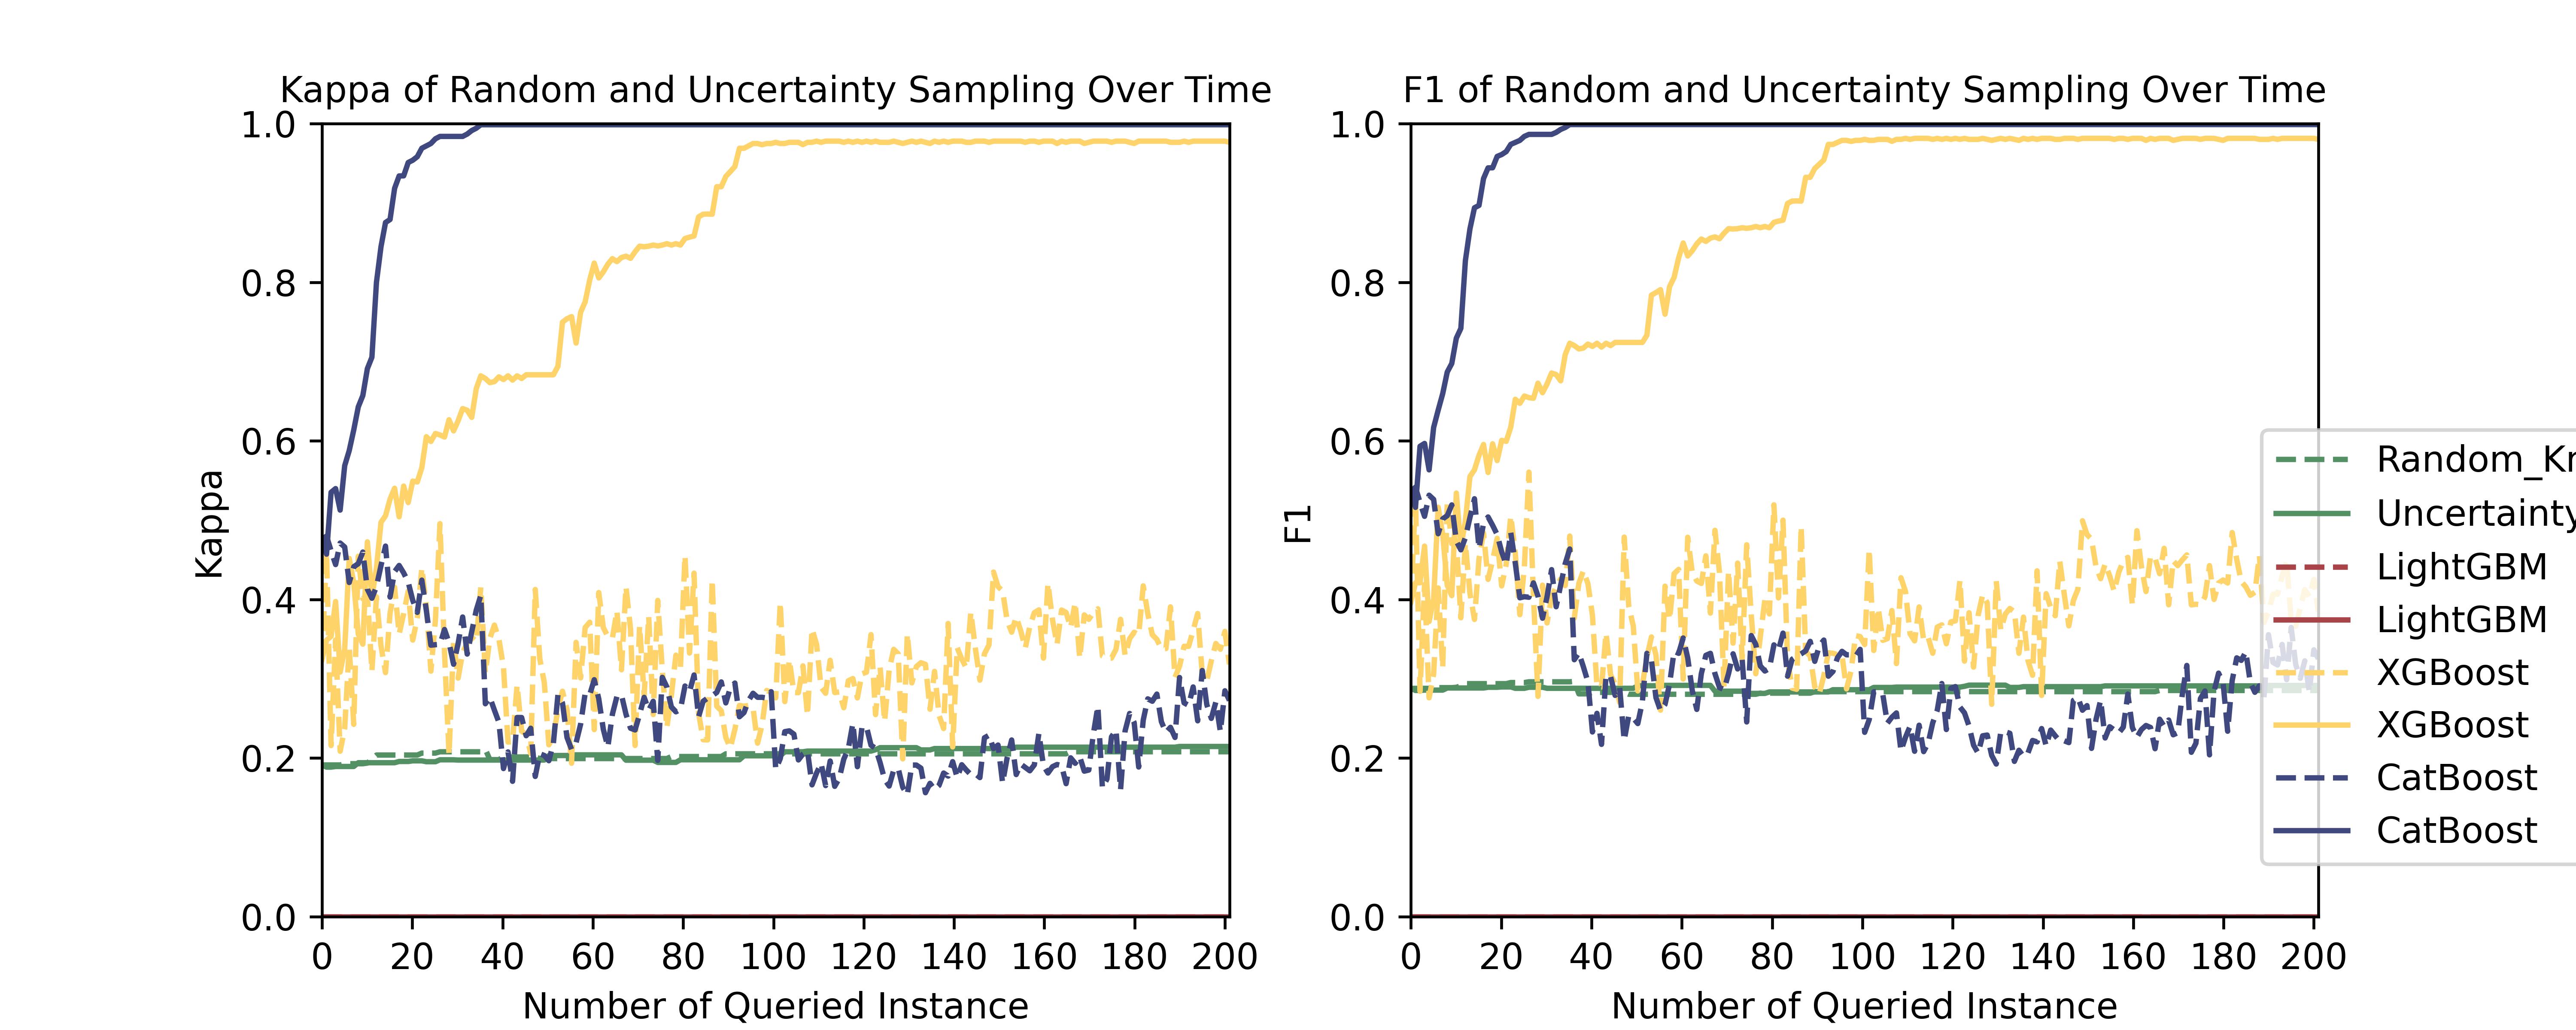 Kappa of Random and Uncertainty Sampling Over Time
1.0
0.8
0.6
0.4
0.2
0.0
Kappa
0 20 40 60 80 100 120 140 160 180 200
Number of Queried Instance
F1 of Random and Uncertainty Sampling Over Time
1.0
0.8
0.6
0.4
0.2
0.0
F1
0 20 40 60 80 100 120 140 160 180 200
Number of Queried Instance
Uncertainty
LightGBM
LightGBM
XGBoost
XGBoost
CatBoost
CatBoost